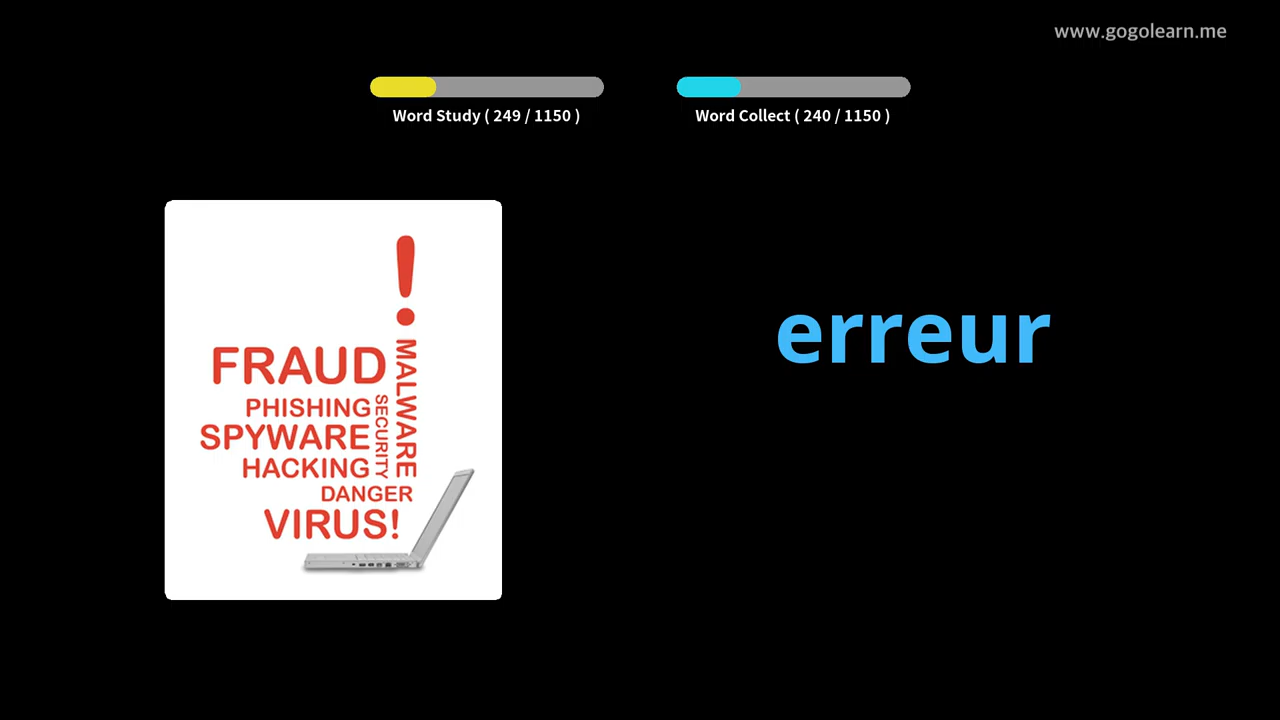 www.gogolearn.me
Word Study ( 249 / 1150 )
Word Collect ( 240 / 1150 )
!
FRAUD
MALWARE
PHISHING
SECURITY
SPYWARE
HACKING
DANGER
VIRUS!
erreur